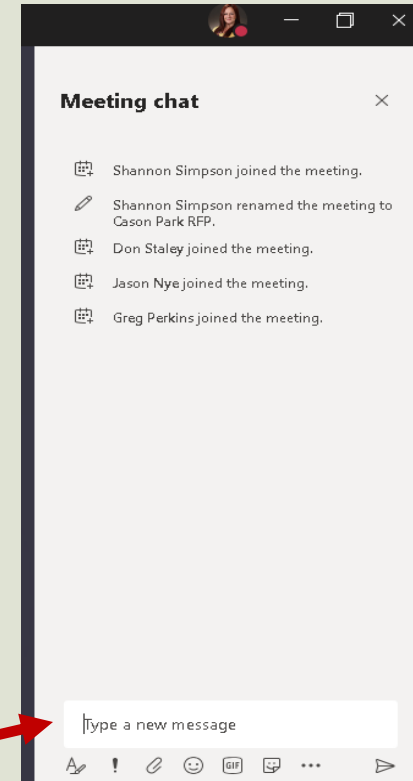 Meeting chat
Shannon Simpson joined the meeting.
Shannon Simpson renamed the meeting to
Cason Park RFP.
Don Staley joined the meeting.
Jason Nye joined the meeting.
Greg Perkins joined the meeting.
Type a new message
GIF